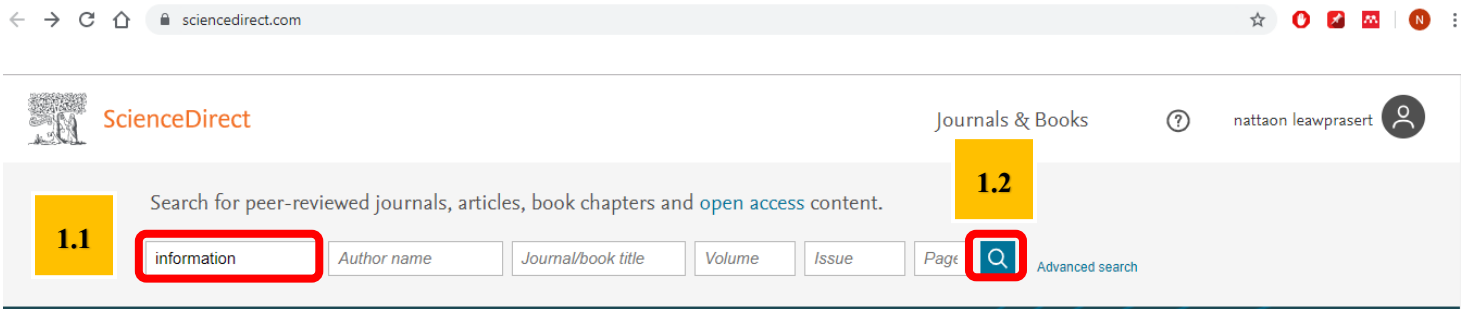 sciencedirect.com
N
ScienceDirect
Journals & Books
?
nattaon leawprasert
1.2
Search for peer-reviewed journals, articles, book chapters and open access content.
1.1
information
Author name
Journal/book title
Volume
Issue
Page
Advanced search